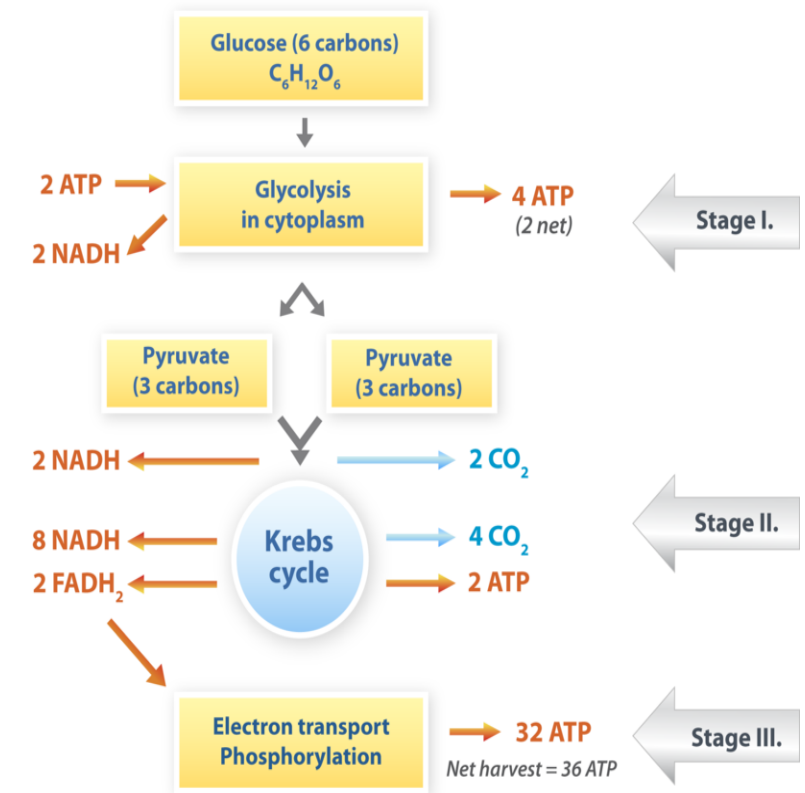 Glucose (6 carbons)
C₆H₁₂O₆
2 ATP
Glycolysis
in cytoplasm
4 ATP
(2 net)
Stage I.
2 NADH
Pyruvate
(3 carbons)
Pyruvate
(3 carbons)
2 NADH
2 CO₂
8 NADH
Krebs
cycle
4 CO₂
Stage II.
2 FADH₂
2 ATP
Electron transport
Phosphorylation
32 ATP
Net harvest = 36 ATP
Stage III.